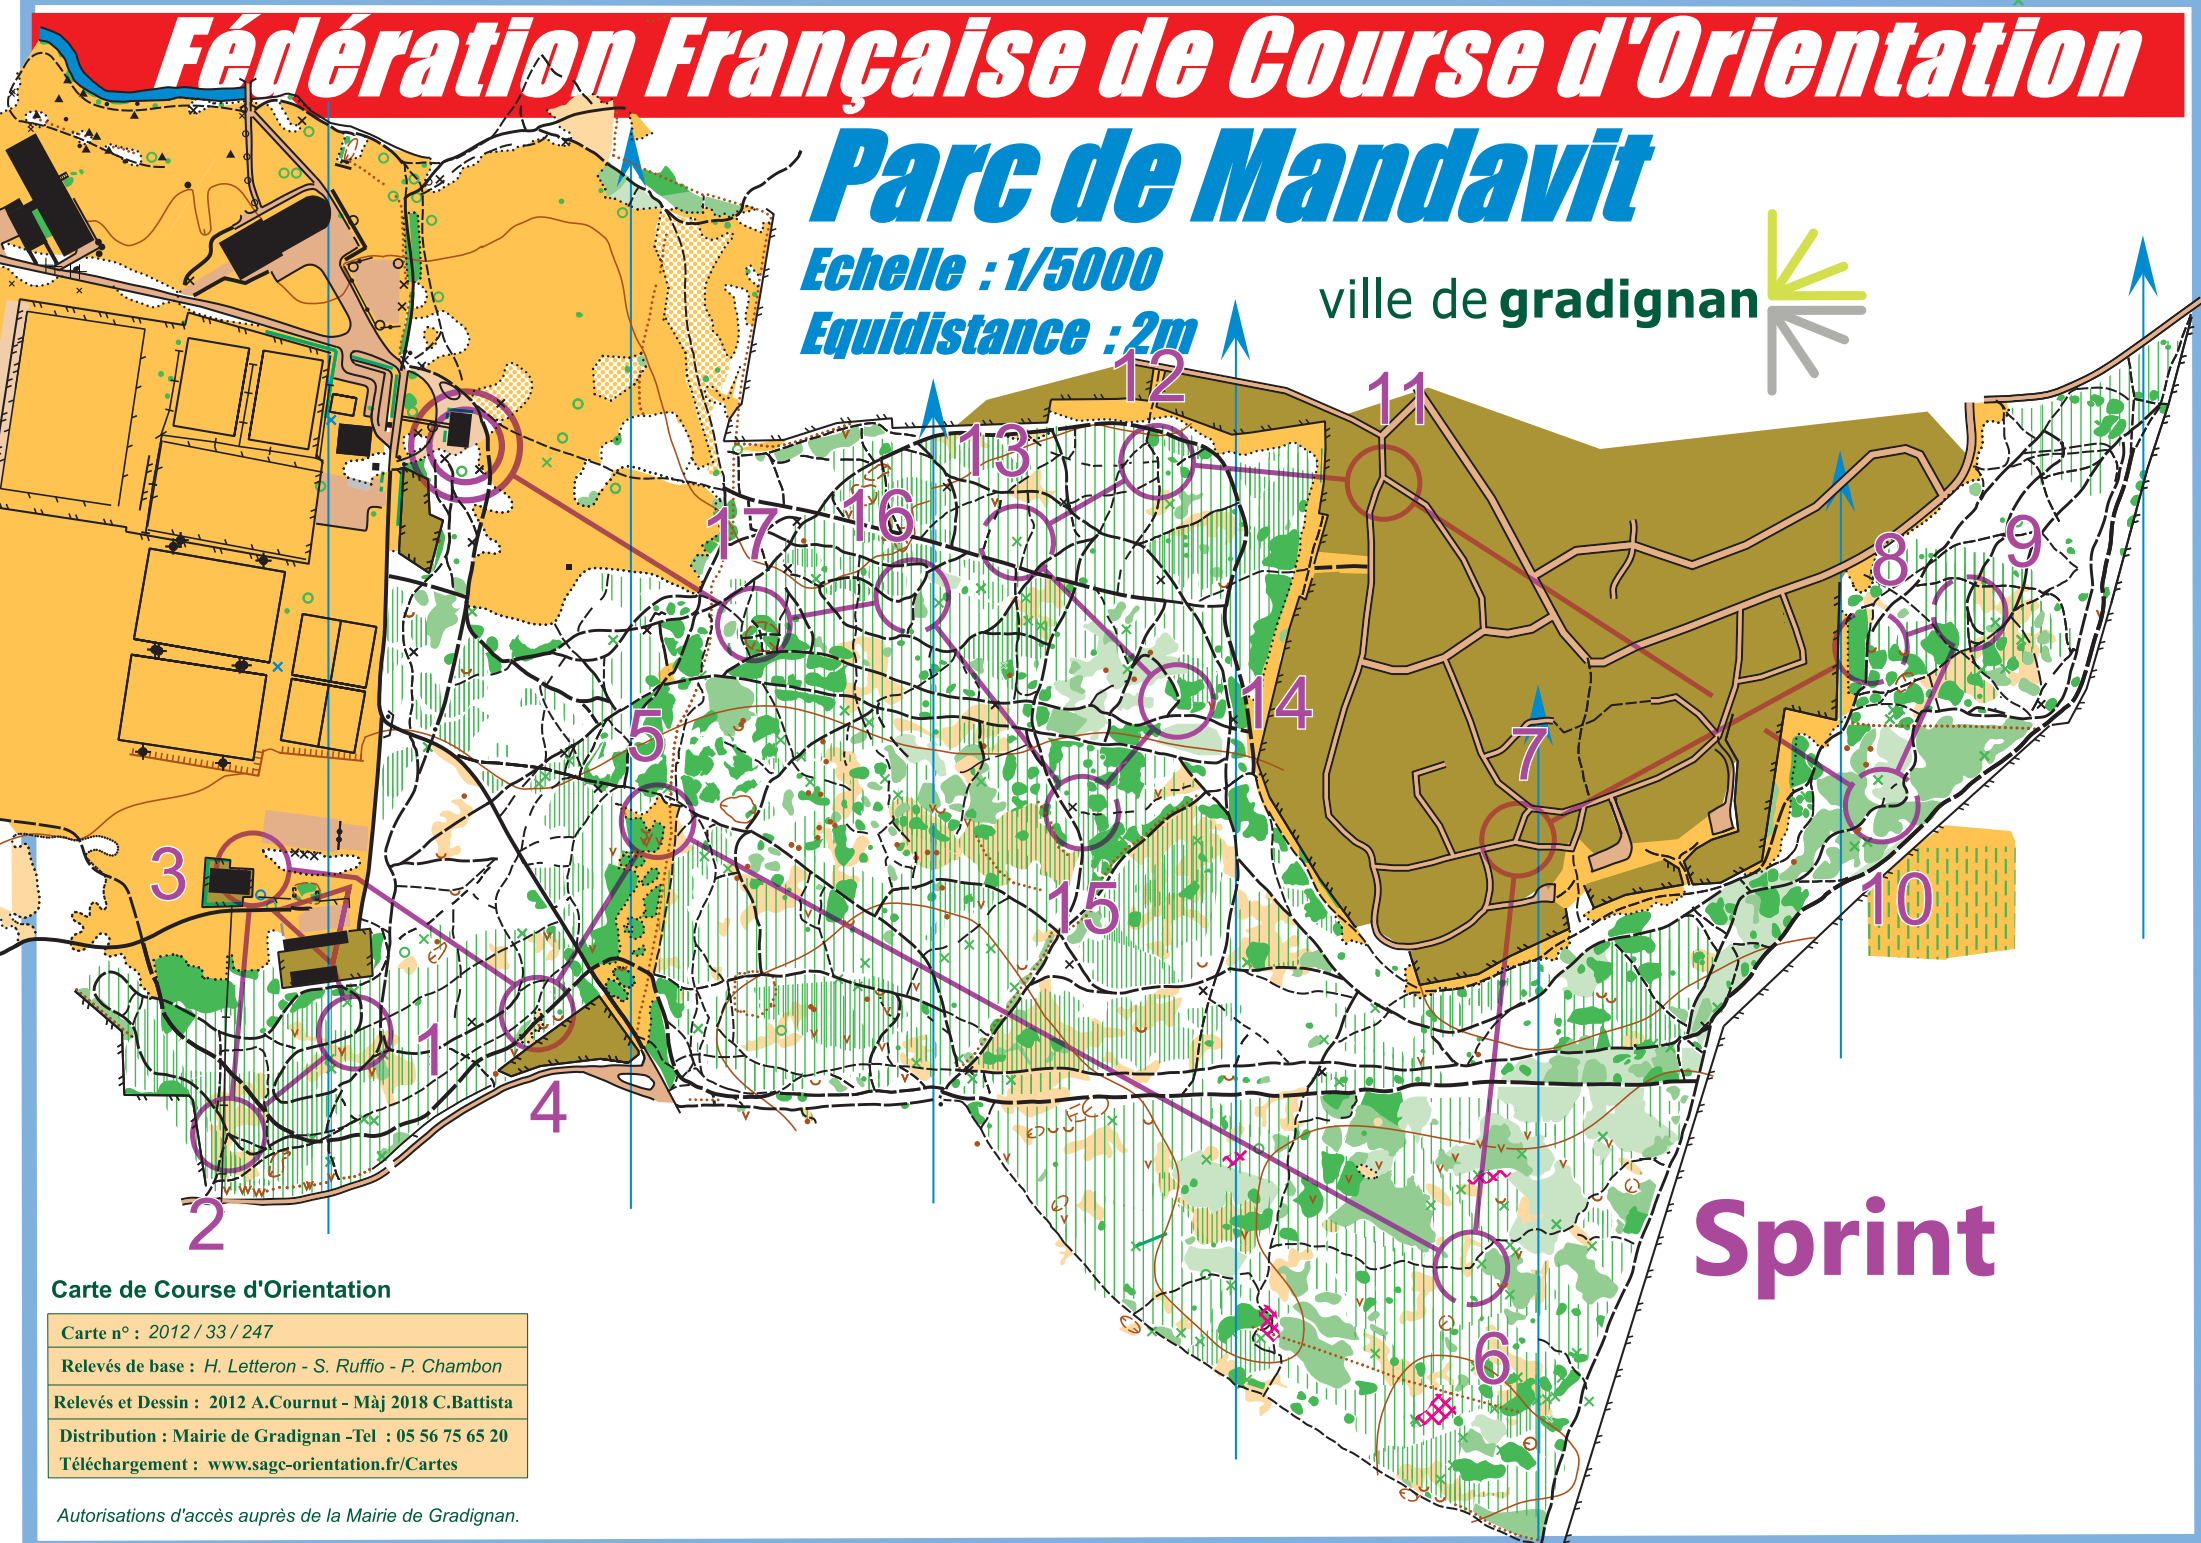 Fédération Française de Course d'Orientation
Parc de Mandavit
Echelle : 1/5000
Equidistance : 2m
ville de gradignan
12
11
13
16
17
8
9
14
5
7
3
15
10
1
4
2
6
Sprint
Carte de Course d'Orientation
Carte n° : 2012 / 33 / 247
Relevés de base : H. Letteron - S. Ruffio - P. Chambon
Relevés et Dessin : 2012 A.Cournut - Màj 2018 C.Battista
Distribution : Mairie de Gradignan -Tel : 05 56 75 65 20
Téléchargement : www.sagc-orientation.fr/Cartes
Autorisations d'accès auprès de la Mairie de Gradignan.